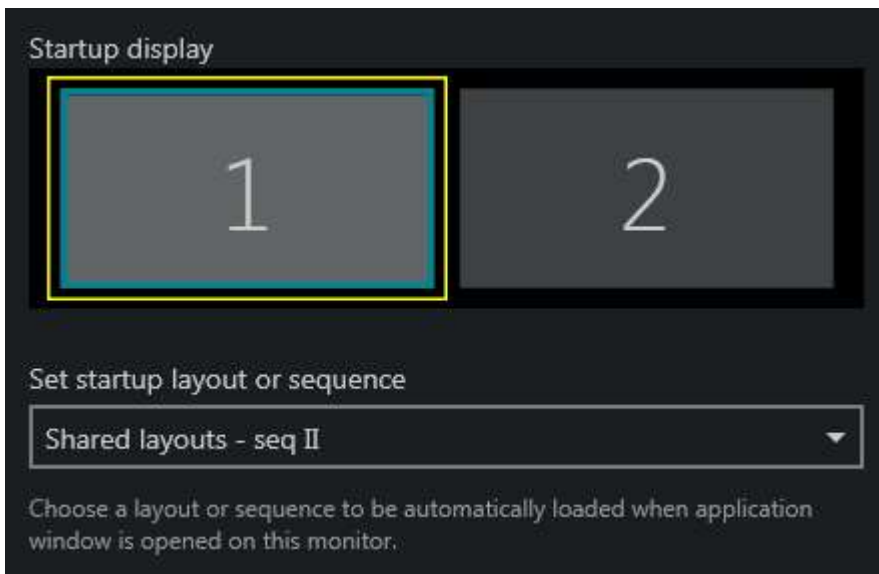 Startup display
1
2
Set startup layout or sequence
Shared layouts - seq II
Choose a layout or sequence to be automatically loaded when application
window is opened on this monitor.